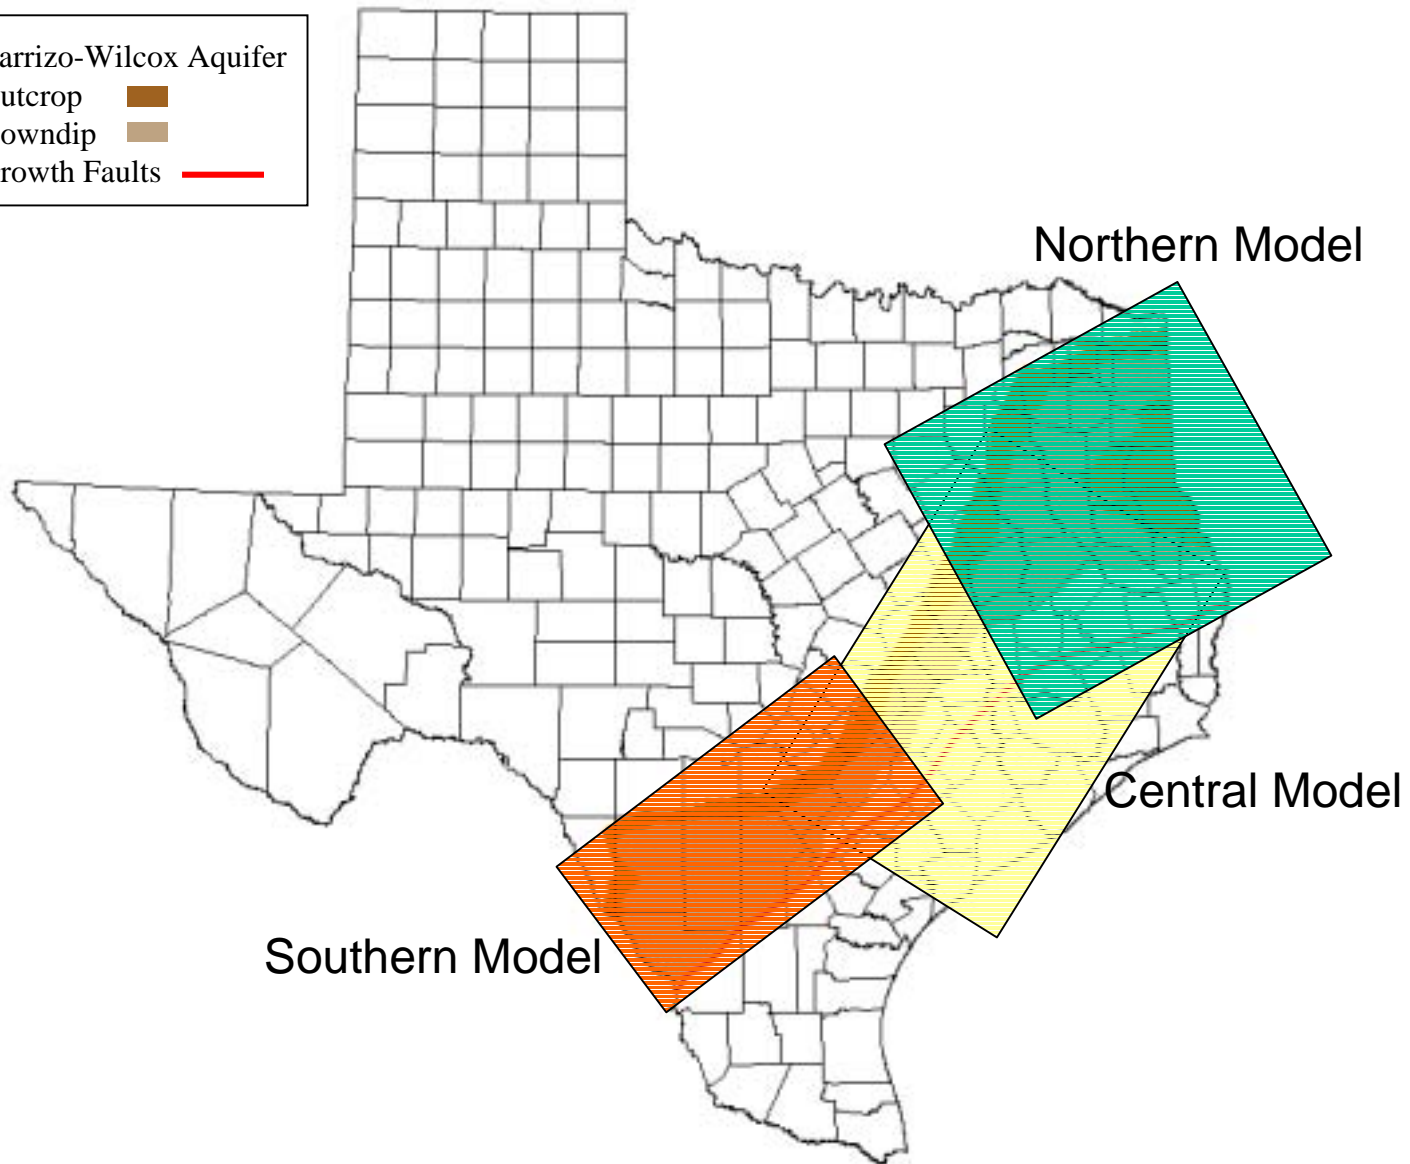 arrizo-Wilcox Aquifer
utcrop
owndip
rowth Faults
Northern Model
Central Model
Southern Model